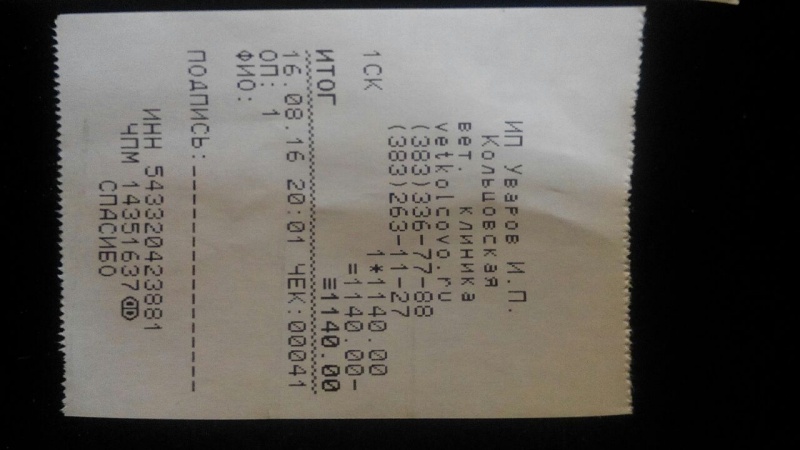 ИП Уваров И.П.
Кольцовская
вет. клиника
vetkolcovo.ru
(383)336-77-88
(383)263-11-27
1*1140.00
1СК =1140.00-
ИТОГ ≡1140.00
16.08.16 20:01 ЧЕК:00041
ОП: 1
ФИО:
ПОДПИСЬ:------------------
ИНН 543320423881
ЧПМ 14351637
СПАСИБО